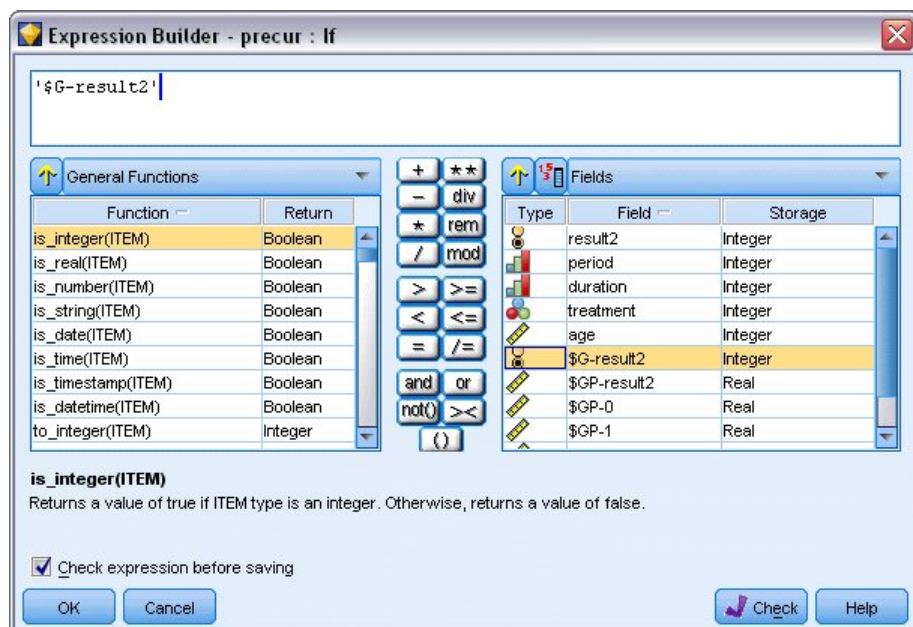 Expression Builder - precur : If
'$G-result2'
General Functions
Function Return
is_integer(ITEM) Boolean
is_real(ITEM) Boolean
is_number(ITEM) Boolean
is_string(ITEM) Boolean
is_date(ITEM) Boolean
is_time(ITEM) Boolean
is_timestamp(ITEM) Boolean
is_datetime(ITEM) Boolean
to_integer(ITEM) Integer
+ **
- div
* rem
/ mod
> >=
< <=
= /=
and or
not() ><
()
Fields
Type Field Storage
result2 Integer
period Integer
duration Integer
treatment Integer
age Integer
$G-result2 Integer
$GP-result2 Real
$GP-0 Real
$GP-1 Real
is_integer(ITEM)
Returns a value of true if ITEM type is an integer. Otherwise, returns a value of false.
Check expression before saving
OK Cancel Check Help